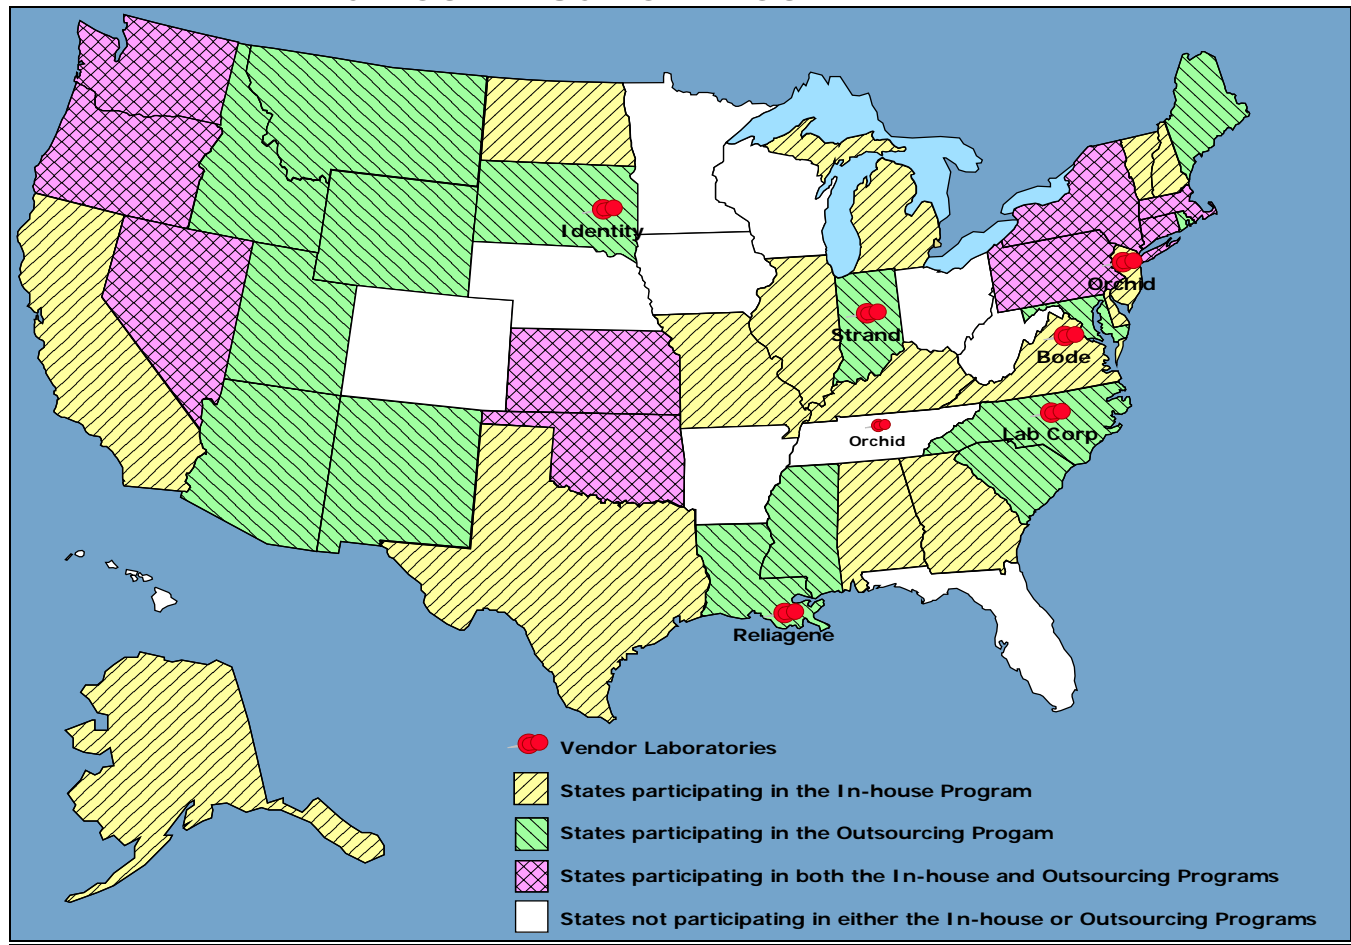 Identity
Orchid
Strand
Bode
Lab Corp
Orchid
Reliagene
Vendor Laboratories
States participating in the In-house Program
States participating in the Outsourcing Progam
States participating in both the In-house and Outsourcing Programs
States not participating in either the In-house or Outsourcing Programs